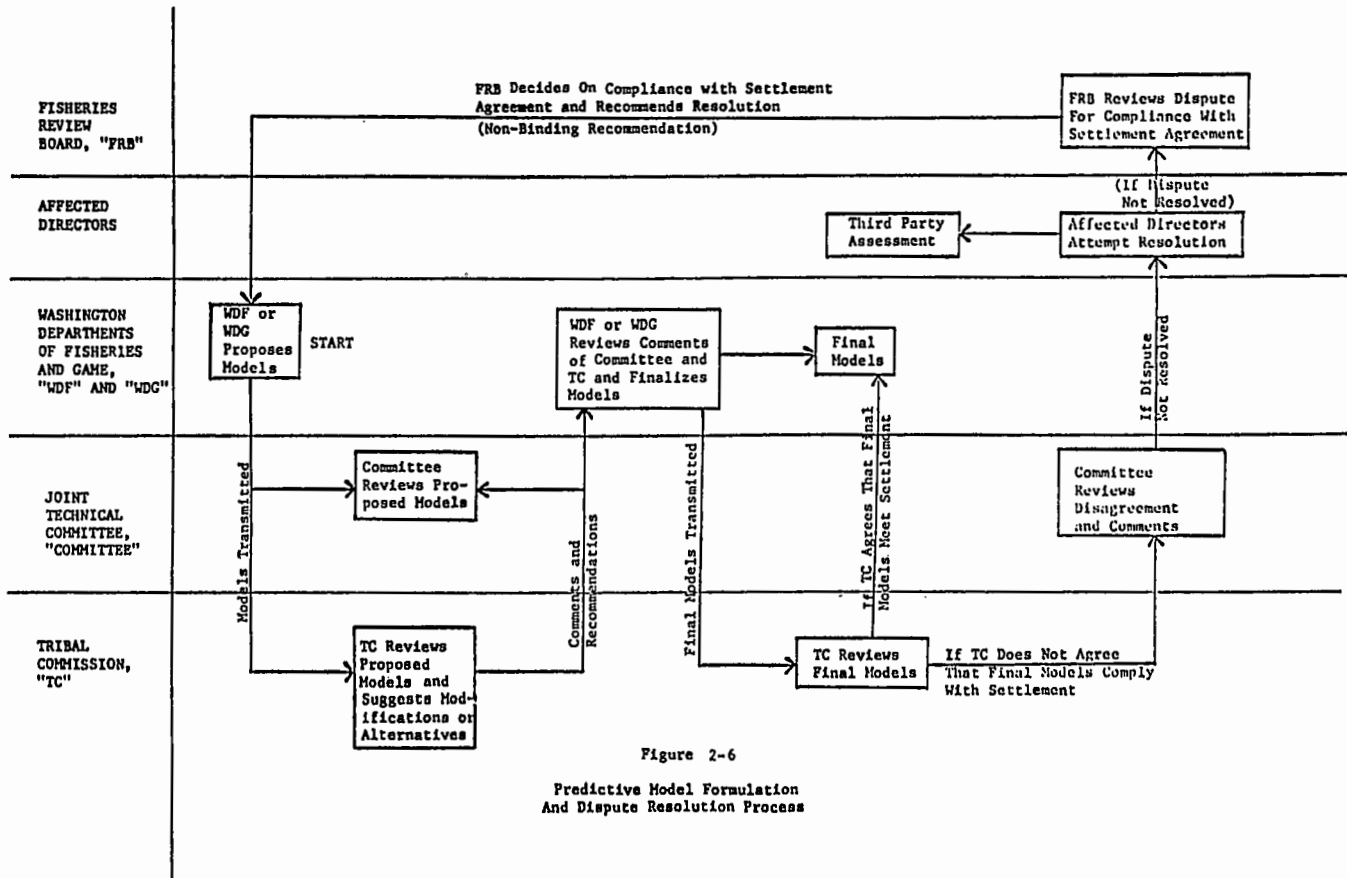 FISHERIES
REVIEW
BOARD, "FRB"
FRB Decides On Compliance with Settlement
Agreement and Recommends Resolution
(Non-Binding Recommendation)
FRB Reviews Dispute
For Compliance With
Settlement Agreement
AFFECTED
DIRECTORS
(If Dispute
Not Resolved)
Third Party
Assessment
Affected Directors
Attempt Resolution
WASHINGTON
DEPARTMENTS
OF FISHERIES
AND GAME,
"WDF" AND "WDG"
WDF or
WDG
Proposes
Models
START
WDF or WDG
Reviews Comments
of Committee and
TC and Finalizes
Models
Final
Models
If Dispute
Not Resolved
JOINT
TECHNICAL
COMMITTEE,
"COMMITTEE"
Models Transmitted
Committee
Reviews Pro-
posed Models
Comments and
Recommendations
Final Models Transmitted
If TC Agrees That Final
Models Meet Settlement
Committee
Reviews
Disagreement
and Comments
TRIBAL
COMMISSION,
"TC"
TC Reviews
Proposed
Models and
Suggests Mod-
ifications or
Alternatives
TC Reviews
Final Models
If TC Does Not Agree
That Final Models Comply
With Settlement
Figure 2-6
Predictive Model Formulation
And Dispute Resolution Process